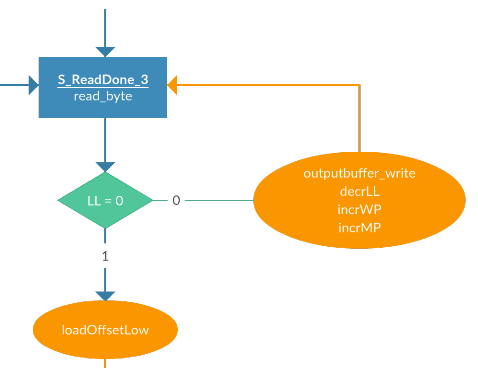 S_ReadDone_3
read_byte
outputbuffer_write
decrLL
incrWP
incrMP
LL = 0
0
1
loadOffsetLow